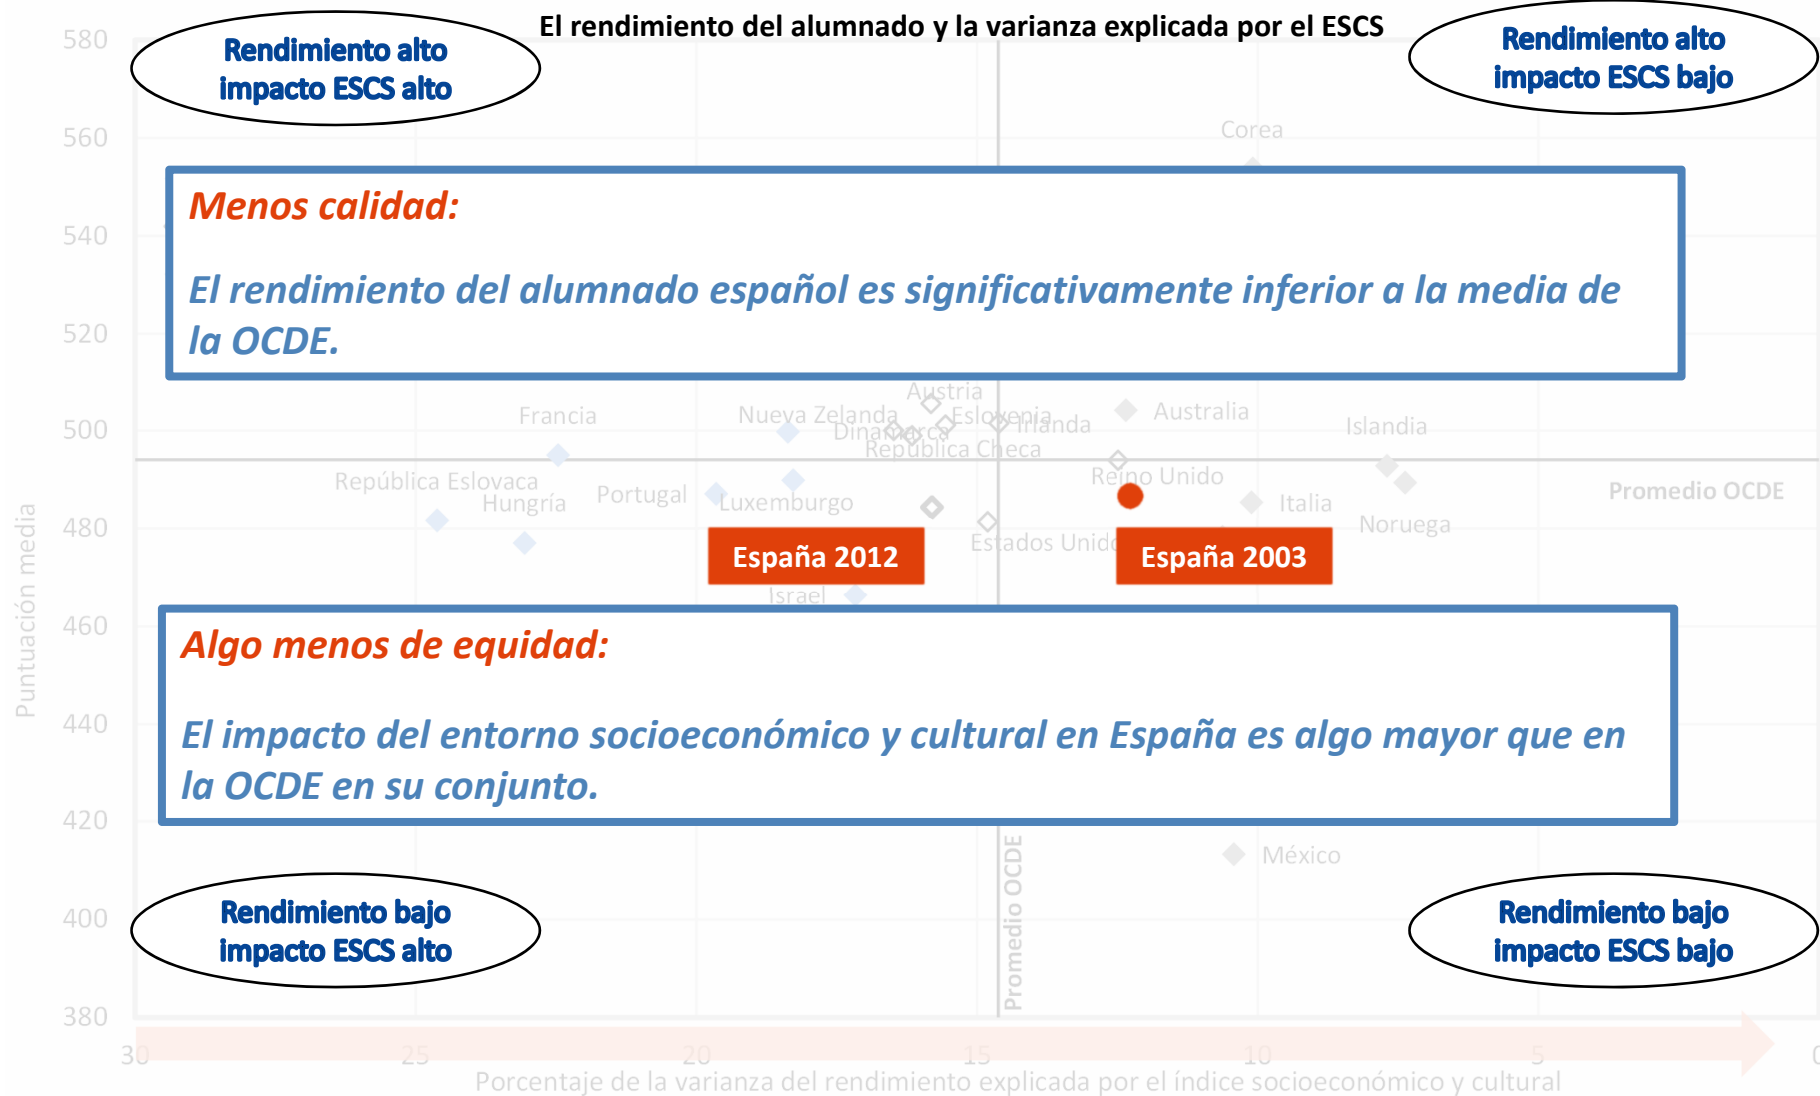 El rendimiento del alumnado y la varianza explicada por el ESCS
Rendimiento alto
impacto ESCS alto
Rendimiento alto
impacto ESCS bajo
580
560
540
520
500
480
460
440
420
400
380
Puntuación media
Corea
Menos calidad:
El rendimiento del alumnado español es significativamente inferior a la media de
la OCDE.
Austria
Francia
Nueva Zelanda
Eslovenia
Irlanda
Australia
Islandia
Dinamarca
República Checa
República Eslovaca
Hungría
Portugal
Luxemburgo
Reino Unido
Italia
Promedio OCDE
Noruega
Estados Unido
España 2012
España 2003
Israel
Algo menos de equidad:
El impacto del entorno socioeconómico y cultural en España es algo mayor que en
la OCDE en su conjunto.
Promedio OCDE
México
Rendimiento bajo
impacto ESCS alto
Rendimiento bajo
impacto ESCS bajo
30 25 20 15 10 5 0
Porcentaje de la varianza del rendimiento explicada por el índice socioeconómico y cultural